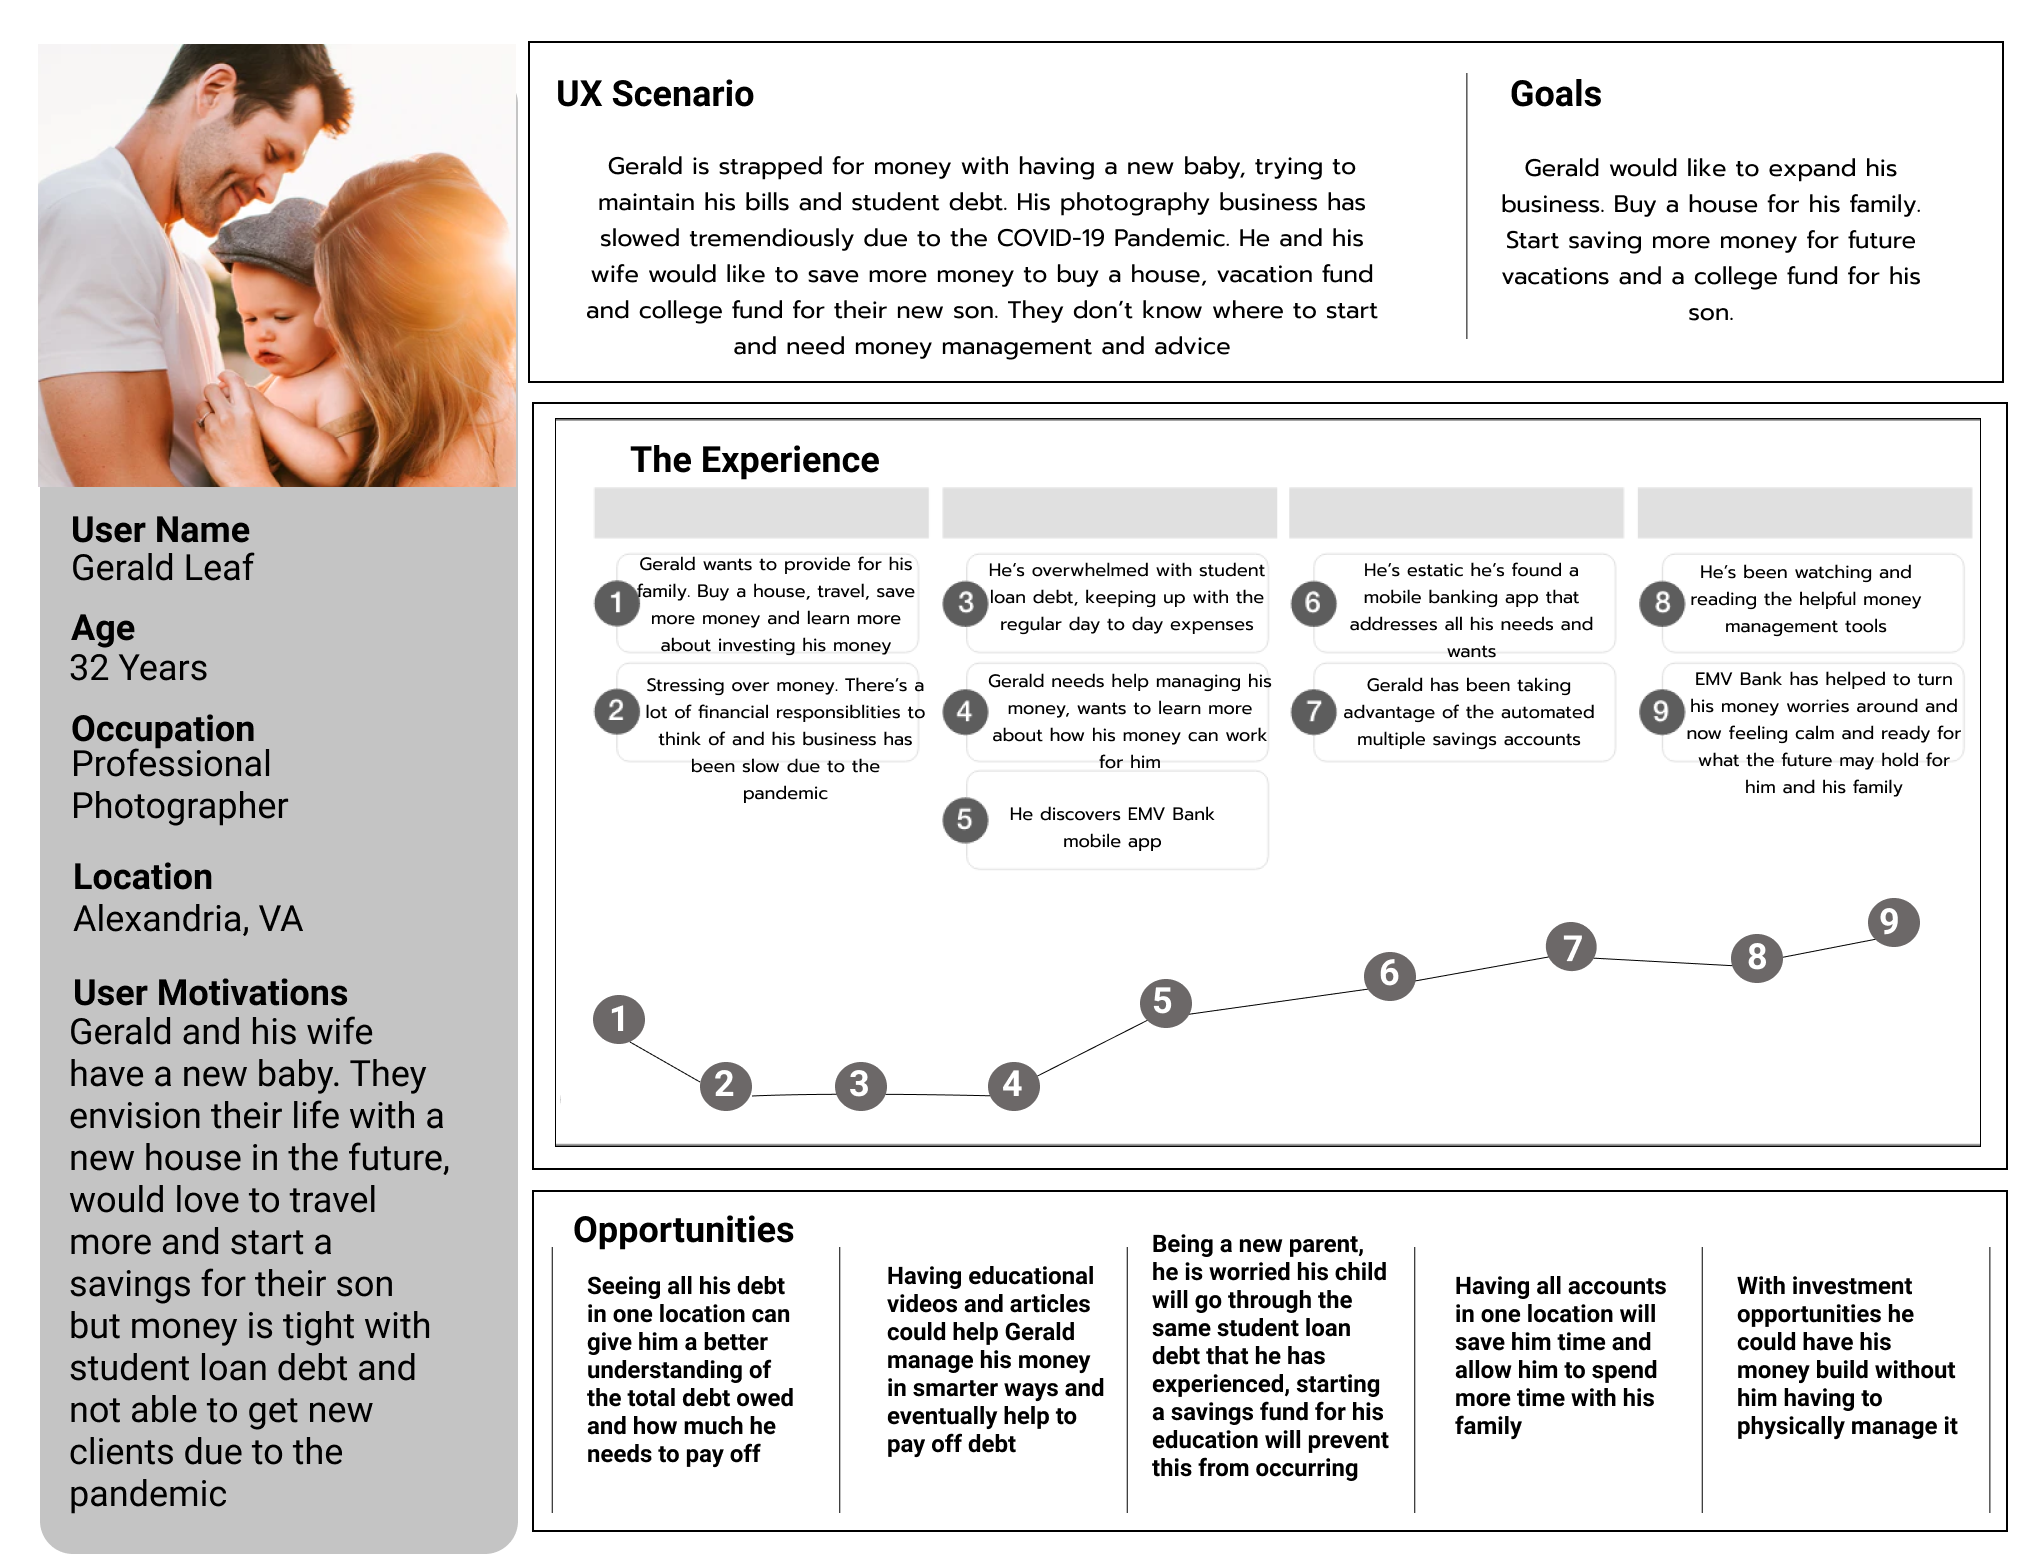 User Name
Gerald Leaf
Age
32 Years
Occupation
Professional
Photographer
Location
Alexandria, VA
User Motivations
Gerald and his wife
have a new baby. They
envision their life with a
new house in the future,
would love to travel
more and start a
savings for their son
but money is tight with
student loan debt and
not able to get new
clients due to the
pandemic
UX Scenario
Gerald is strapped for money with having a new baby, trying to
maintain his bills and student debt. His photography business has
slowed tremendiously due to the COVID-19 Pandemic. He and his
wife would like to save more money to buy a house, vacation fund
and college fund for their new son. They don't know where to start
and need money management and advice
Goals
Gerald would like to expand his
business. Buy a house for his family.
Start saving more money for future
vacations and a college fund for his
son.
The Experience
1
Gerald wants to provide for his
family. Buy a house, travel, save
more money and learn more
about investing his money
2
Stressing over money. There's a
lot of financial responsiblities to
think of and his business has
been slow due to the
pandemic
3
He's overwhelmed with student
loan debt, keeping up with the
regular day to day expenses
4
Gerald needs help managing his
money, wants to learn more
about how his money can work
for him
5
He discovers EMV Bank
mobile app
6
He's estatic he's found a
mobile banking app that
addresses all his needs and
wants
7
Gerald has been taking
advantage of the automated
multiple savings accounts
8
He's been watching and
reading the helpful money
management tools
9
EMV Bank has helped to turn
his money worries around and
now feeling calm and ready for
what the future may hold for
him and his family
1
2
3
4
5
6
7
8
9
Opportunities
Seeing all his debt
in one location can
give him a better
understanding of
the total debt owed
and how much he
needs to pay off
Having educational
videos and articles
could help Gerald
manage his money
in smarter ways and
eventually help to
pay off debt
Being a new parent,
he is worried his child
will go through the
same student loan
debt that he has
experienced, starting
a savings fund for his
education will prevent
this from occurring
Having all accounts
in one location will
save him time and
allow him to spend
more time with his
family
With investment
opportunities he
could have his
money build without
him having to
physically manage it